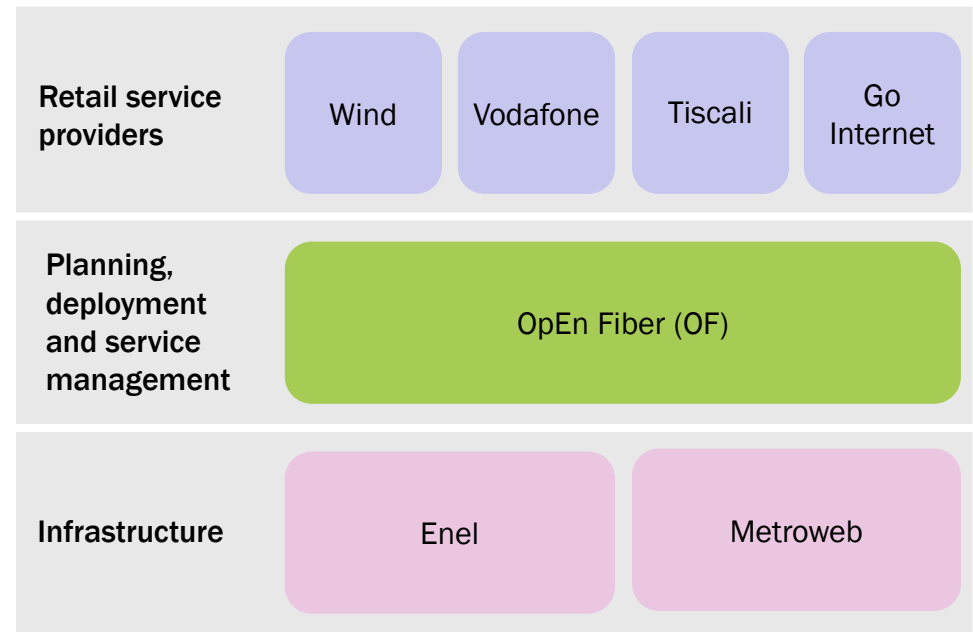 Retail service
providers
Wind
Vodafone
Tiscali
Go
Internet
Planning,
deployment
and service
management
OpEn Fiber (OF)
Infrastructure
Enel
Metroweb